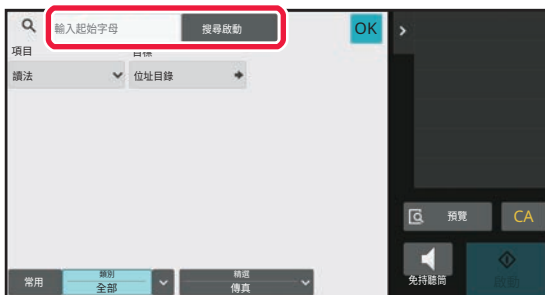 輸入起始字母
搜尋啟動
OK
項目
目標
讀法
位址目錄
預覽
CA
免持聽筒
啟動
常用
類別
全部
精選
傳真